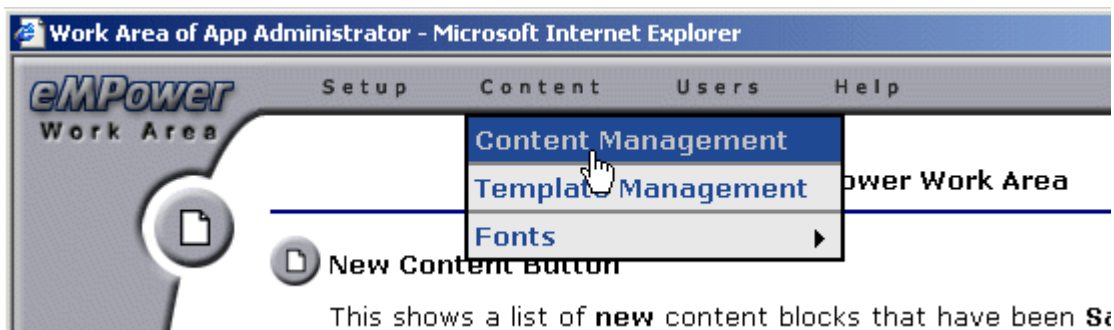 Work Area of App Administrator - Microsoft Internet Explorer
eMPower
Setup Content Users Help
Work Area
Content Management
Template Management
ower Work Area
Fonts
New Content Button
This shows a list of new content blocks that have been